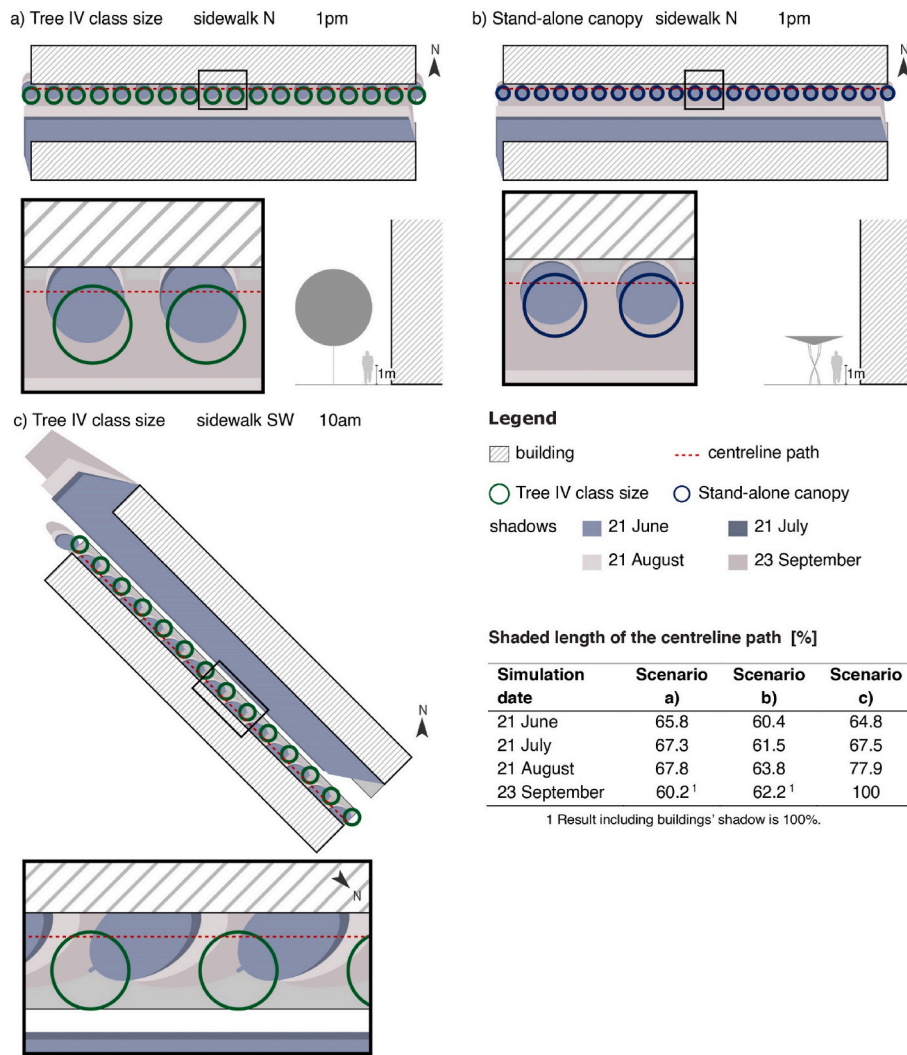 a) Tree IV class size sidewalk N 1pm
N
1m
b) Stand-alone canopy sidewalk N 1pm
N
1m
c) Tree IV class size sidewalk SW 10am
N
N
Legend
building
centreline path
Tree IV class size
Stand-alone canopy
shadows
21 June
21 July
21 August
23 September
Shaded length of the centreline path [%]
Simulation date Scenario a) Scenario b) Scenario c)
21 June 65.8 60.4 64.8
21 July 67.3 61.5 67.5
21 August 67.8 63.8 77.9
23 September 60.2 1 62.2 1 100
1 Result including buildings' shadow is 100%.